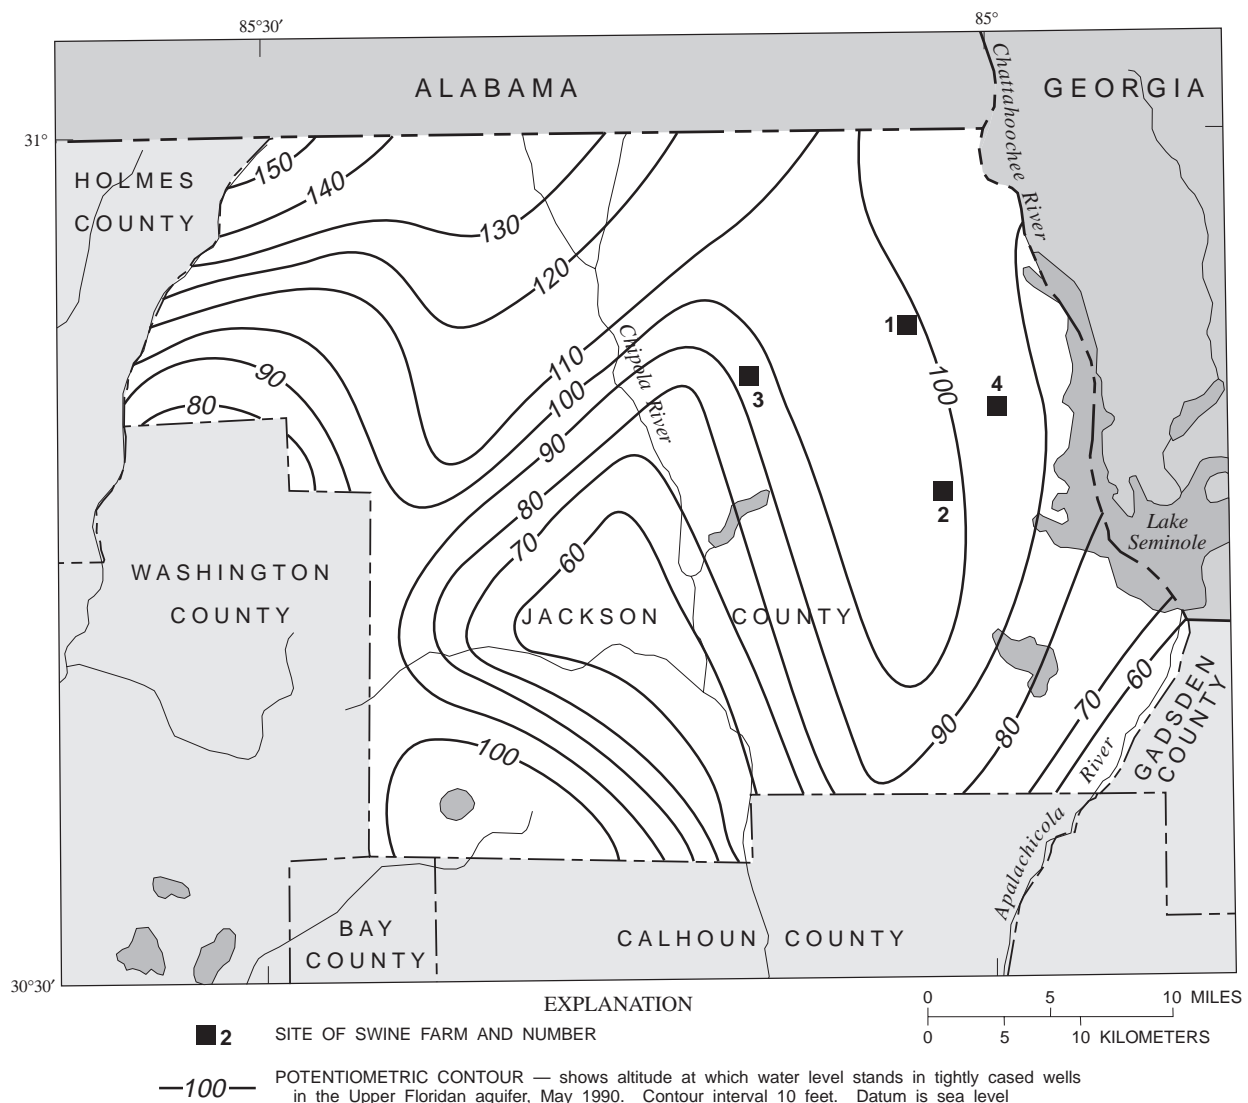 85°30′
85°
ALABAMA
GEORGIA
Chattahoochee River
31°
HOLMES
COUNTY
150
140
130
120
110
100
90
80
90
80
70
60
Chipola River
1
100
3
4
2
Lake
Seminole
WASHINGTON
COUNTY
JACKSON COUNTY
100
90
80
70
60
GADSDEN
COUNTY
Apalachicola River
BAY
COUNTY
CALHOUN COUNTY
30°30′
EXPLANATION
2 SITE OF SWINE FARM AND NUMBER
100 POTENTIOMETRIC CONTOUR — shows altitude at which water level stands in tightly cased wells
in the Upper Floridan aquifer, May 1990. Contour interval 10 feet. Datum is sea level
0 5 10 MILES
0 5 10 KILOMETERS